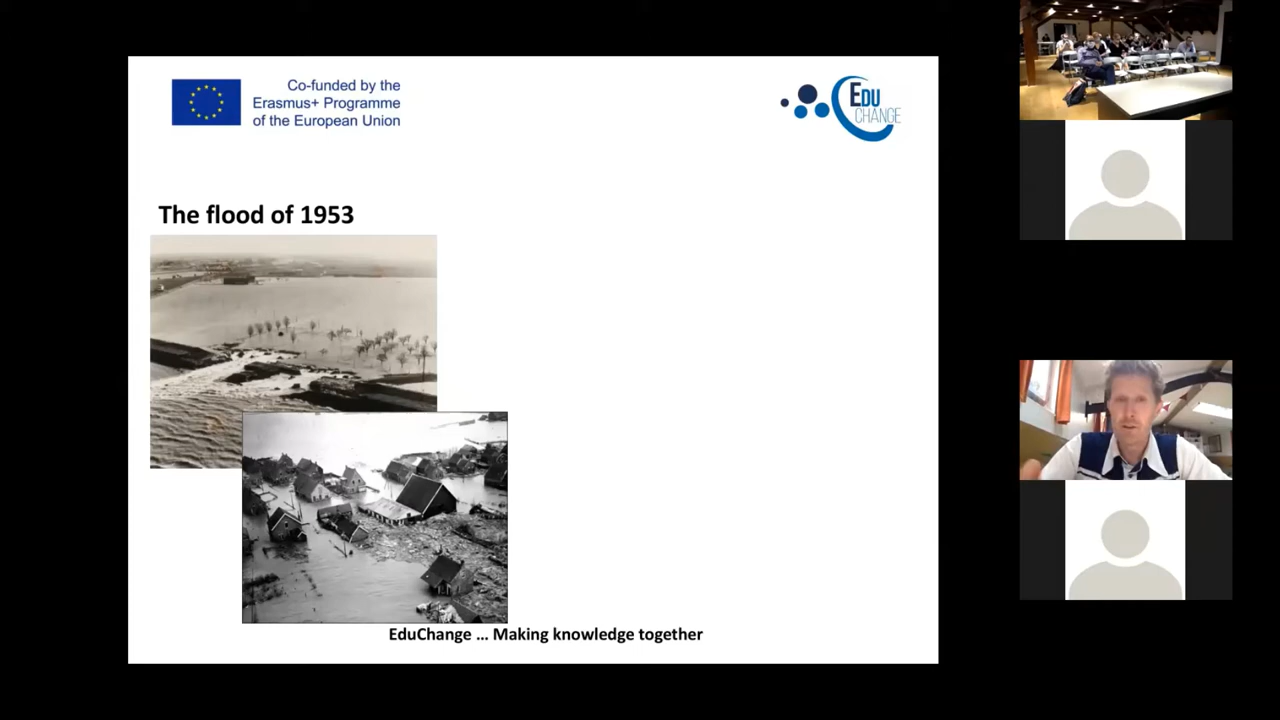 Co-funded by the
Erasmus+ Programme
of the European Union
EDU
CHANGE
The flood of 1953
EduChange ... Making knowledge together